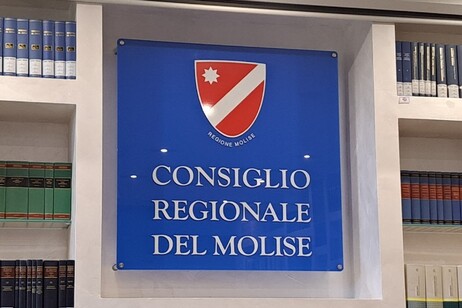 REGIONE MOLISE
CONSIGLIO
REGIONALE
DEL MOLISE